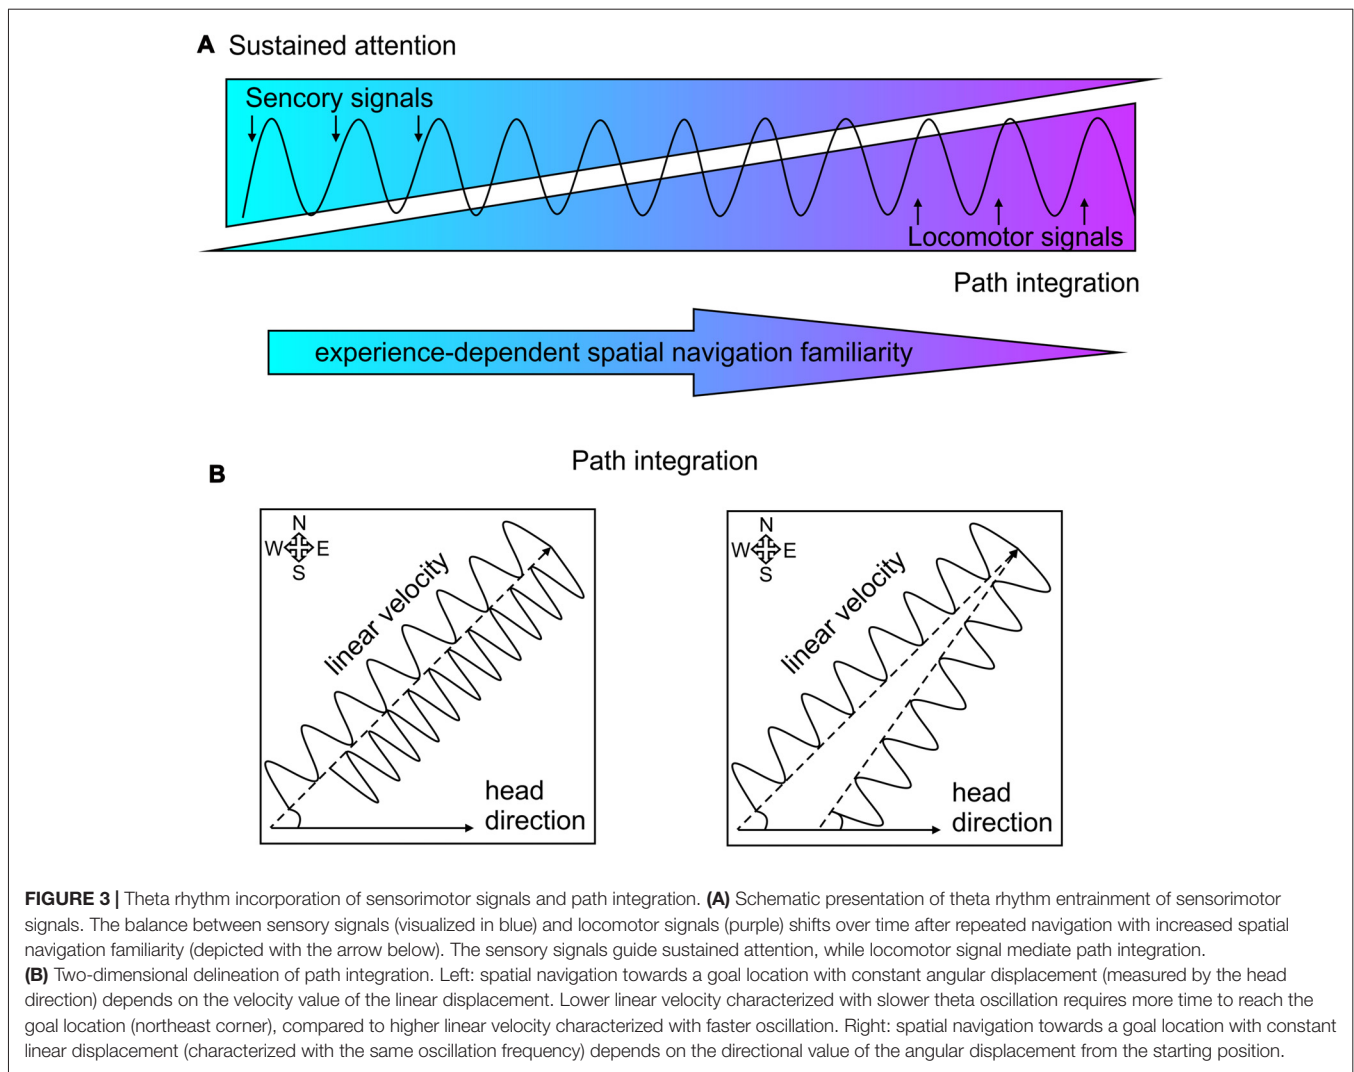 A Sustained attention
Sencory signals
Locomotor signals
Path integration
experience-dependent spatial navigation familiarity
Path integration
B
N
W E
S
linear velocity
head
direction
N
W E
S
linear velocity
head
direction
FIGURE 3 | Theta rhythm incorporation of sensorimotor signals and path integration. (A) Schematic presentation of theta rhythm entrainment of sensorimotor
signals. The balance between sensory signals (visualized in blue) and locomotor signals (purple) shifts over time after repeated navigation with increased spatial
navigation familiarity (depicted with the arrow below). The sensory signals guide sustained attention, while locomotor signal mediate path integration.
(B) Two-dimensional delineation of path integration. Left: spatial navigation towards a goal location with constant angular displacement (measured by the head
direction) depends on the velocity value of the linear displacement. Lower linear velocity characterized with slower theta oscillation requires more time to reach the
goal location (northeast corner), compared to higher linear velocity characterized with faster oscillation. Right: spatial navigation towards a goal location with constant
linear displacement (characterized with the same oscillation frequency) depends on the directional value of the angular displacement from the starting position.